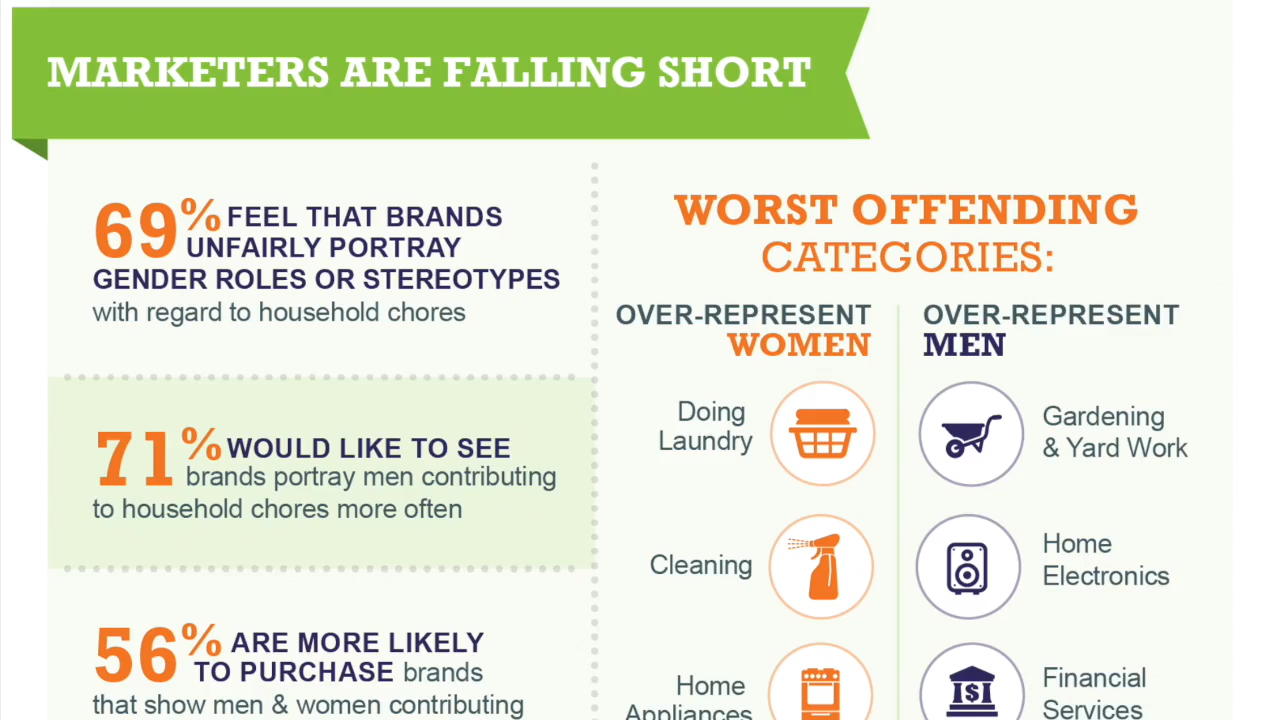 MARKETERS ARE FALLING SHORT
69% FEEL THAT BRANDS
UNFAIRLY PORTRAY
GENDER ROLES OR STEREOTYPES
with regard to household chores
71% WOULD LIKE TO SEE
brands portray men contributing
to household chores more often
56% ARE MORE LIKELY
TO PURCHASE brands
that show men & women contributing
WORST OFFENDING
CATEGORIES:
OVER-REPRESENT
WOMEN
Doing
Laundry
Cleaning
Home
Appliances
OVER-REPRESENT
MEN
Gardening
& Yard Work
Home
Electronics
Financial
Services
$